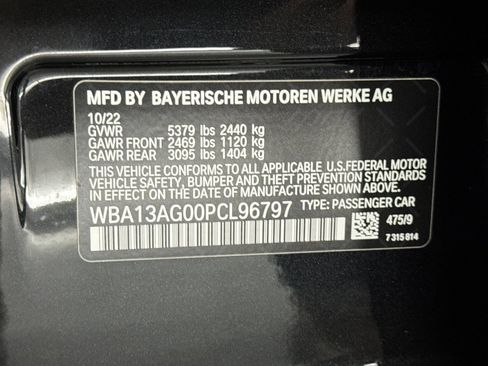 MFD BY BAYERISCHE MOTOREN WERKE AG
10/22
GVWR 5379 lbs 2440 kg
GAWR FRONT 2469 lbs 1120 kg
GAWR REAR 3095 lbs 1404 kg
THIS VEHICLE CONFORMS TO ALL APPLICABLE U.S.FEDERAL MOTOR
VEHICLE SAFETY, BUMPER AND THEFT PREVENTION STANDARDS
IN EFFECT ON THE DATE OF MANUFACTURE SHOWN ABOVE.
WBA13AG00PCL96797 TYPE: PASSENGER CAR
475/9
7 315 814